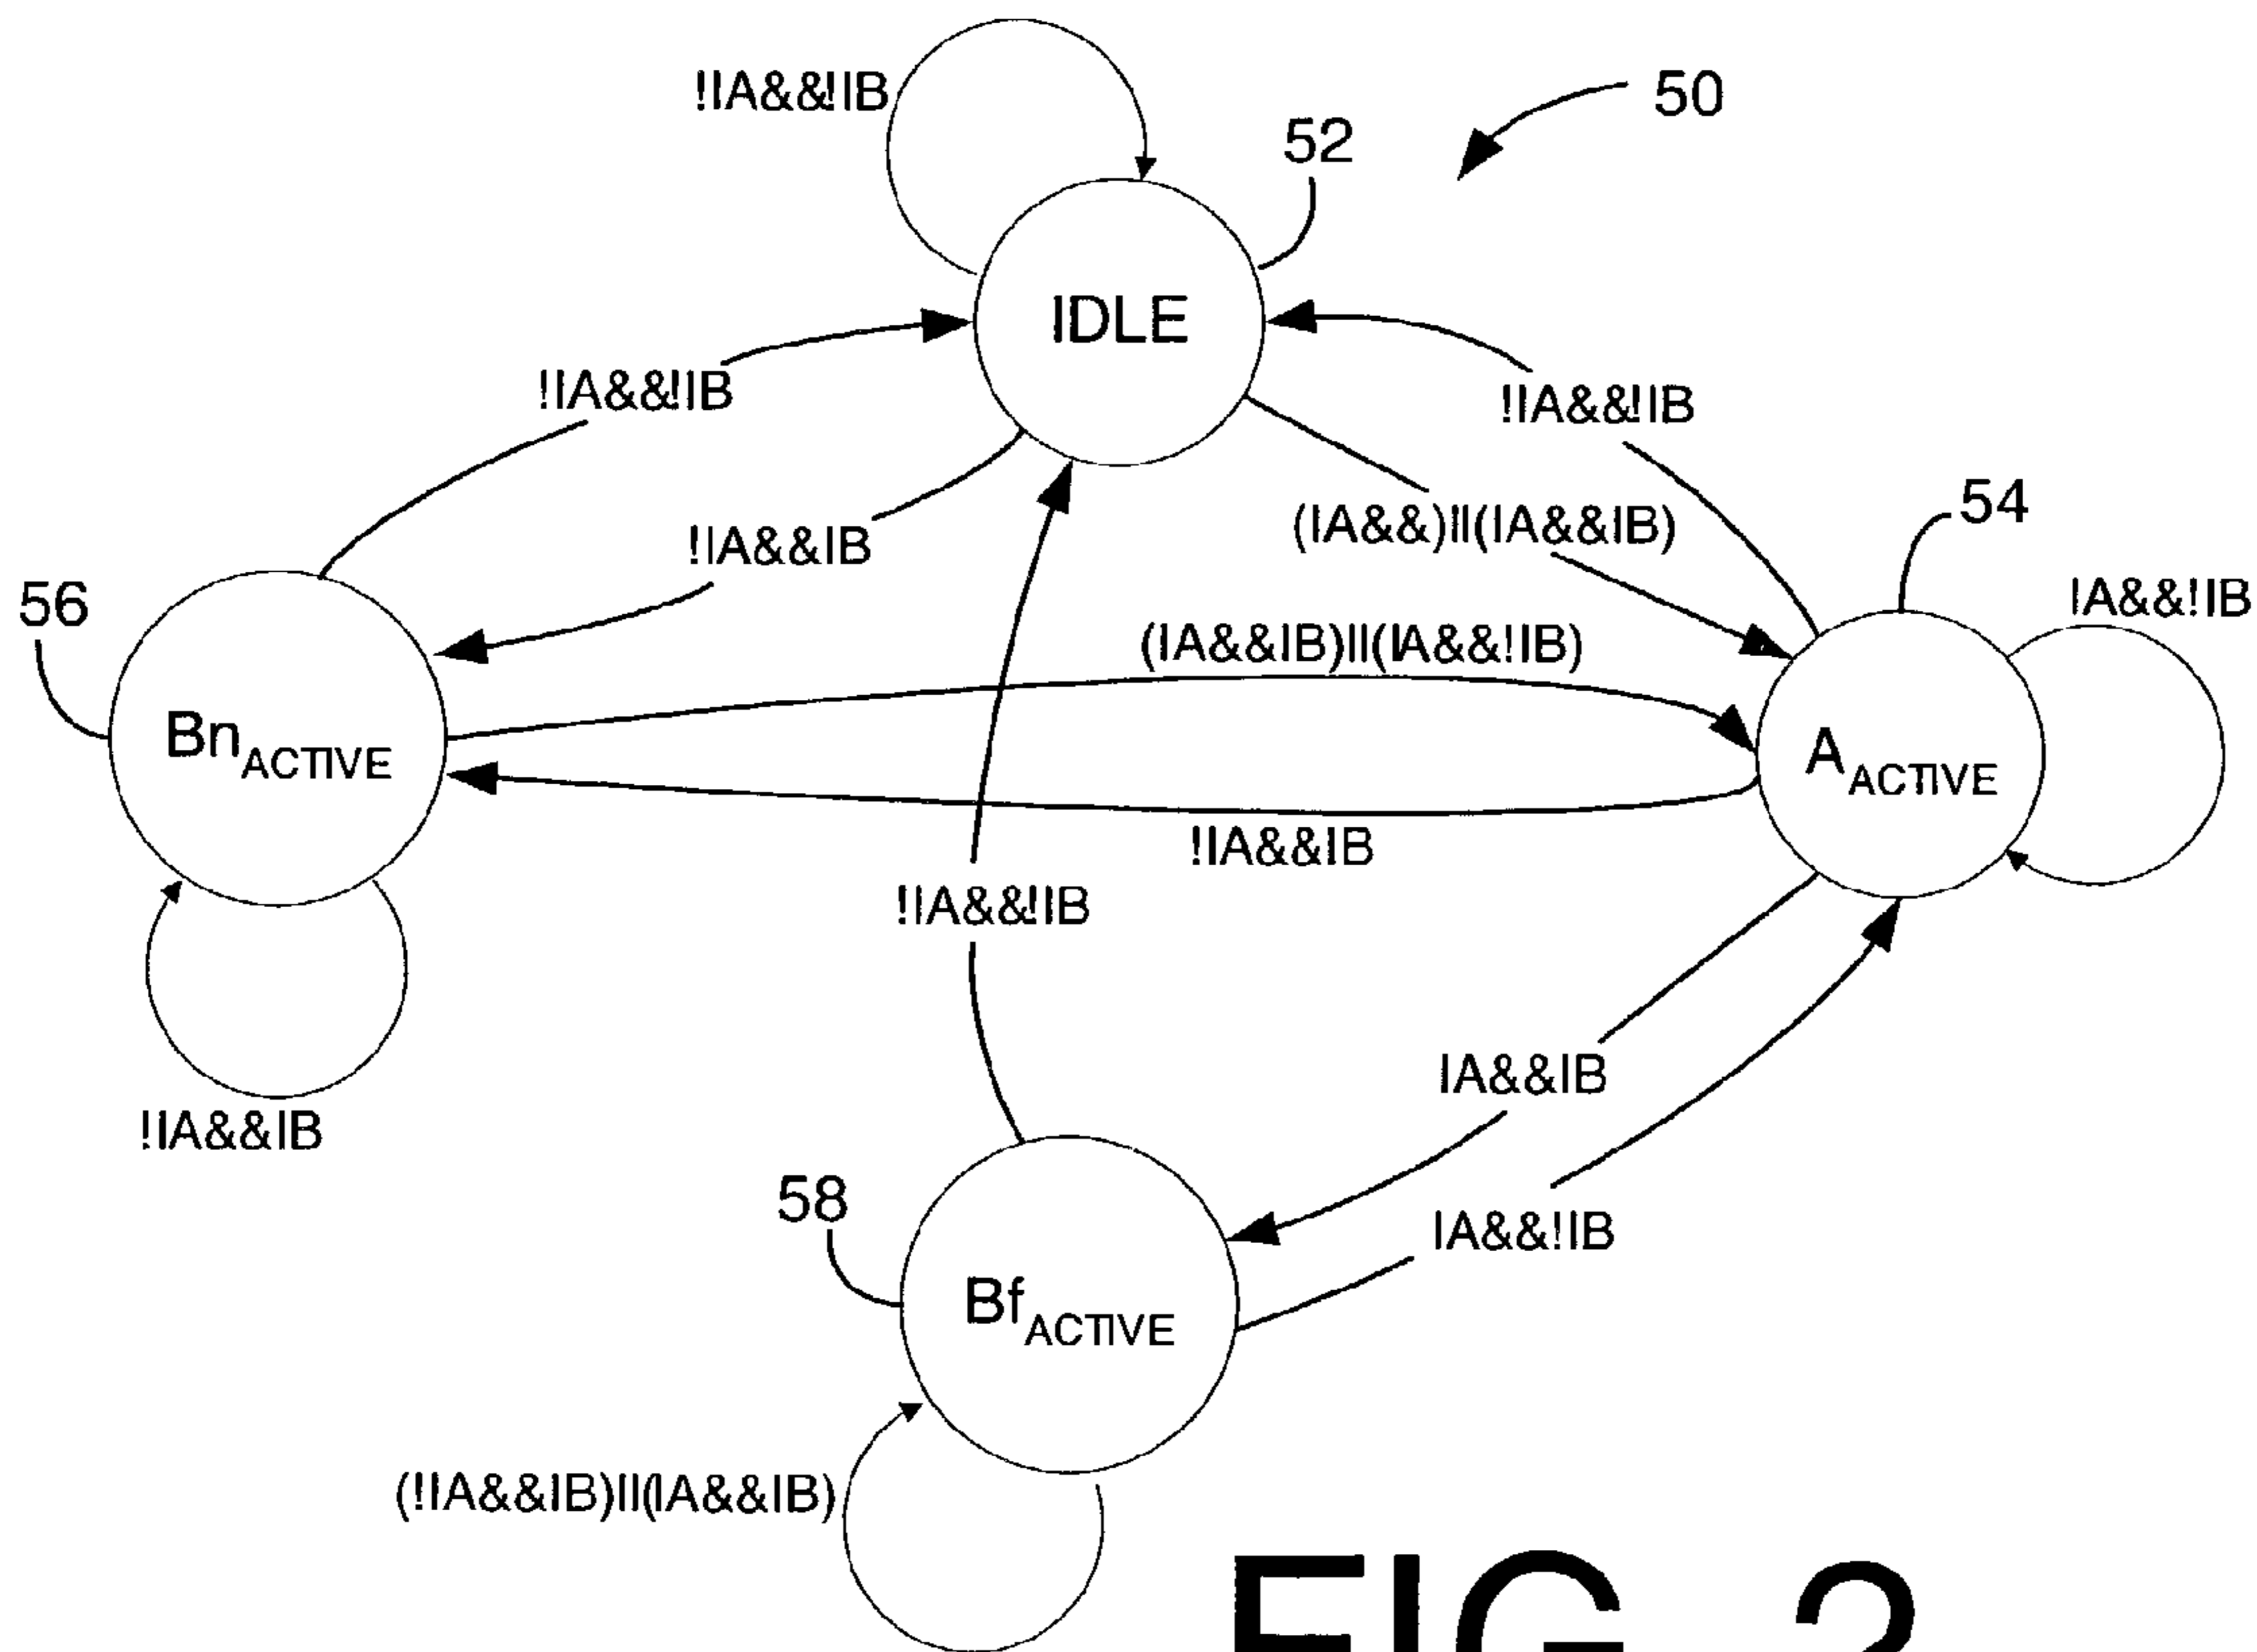 !IA&&!IB
50
52
IDLE
!IA&&!IB
!IA&&!IB
(IA&&)II(IA&&IB)
54
!IA&&IB
IA&&!IB
56
(IA&&IB)II(IA&&!IB)
BnACTIVE
AACTIVE
!IA&&IB
!IA&&!IB
IA&&IB
!IA&&IB
58
IA&&!IB
BfACTIVE
(!IA&&IB)II(IA&&IB)
FIG. 2